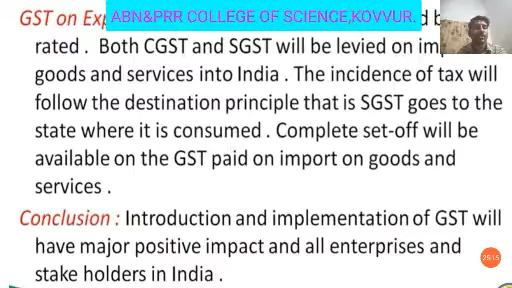 ABN&PRR COLLEGE OF SCIENCE,KOVVUR.
GST on
rated . Both CGST and SGST will be levied on
goods and services into India . The incidence of tax will
follow the destination principle that is SGST goes to the
state where it is consumed . Complete set-off will be
available on the GST paid on import on goods and
services .
Conclusion : Introduction and implementation of GST will
have major positive impact and all enterprises and
stake holders in India .